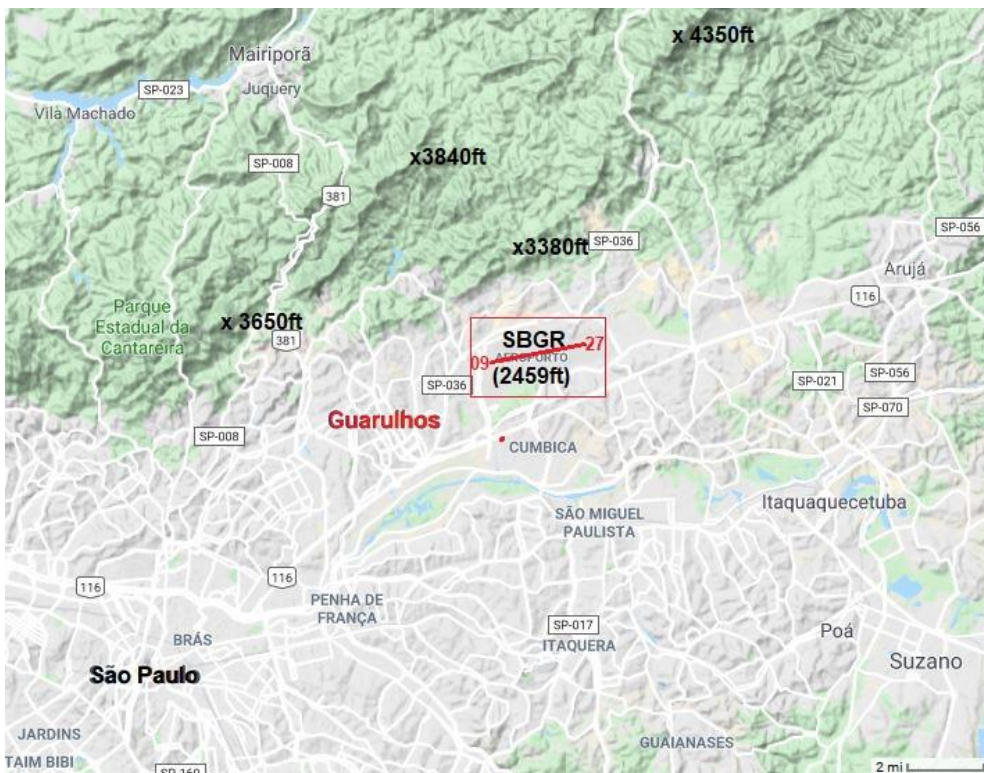 x 4350ft
Mairiporã
Juquery
SP-023
Vila Machado
x3840ft
SP-008
381
SP-056
x3380ft
SP-036
Arujá
116
Parque
Estadual da
Cantareira
x 3650ft
381
SBGR
27
09
AEROPORTO
(2459ft)
SP-036
SP-021
SP-056
SP-070
Guarulhos
SP-008
CUMBICA
Itaquaquecetuba
SÃO MIGUEL
PAULISTA
116
116
PENHA DE
FRANÇA
SP-017
BRÁS
ITAQUERA
Poá
Suzano
São Paulo
JARDINS
GUAIANASES
TAIM BIBI
SP-160
2 mi